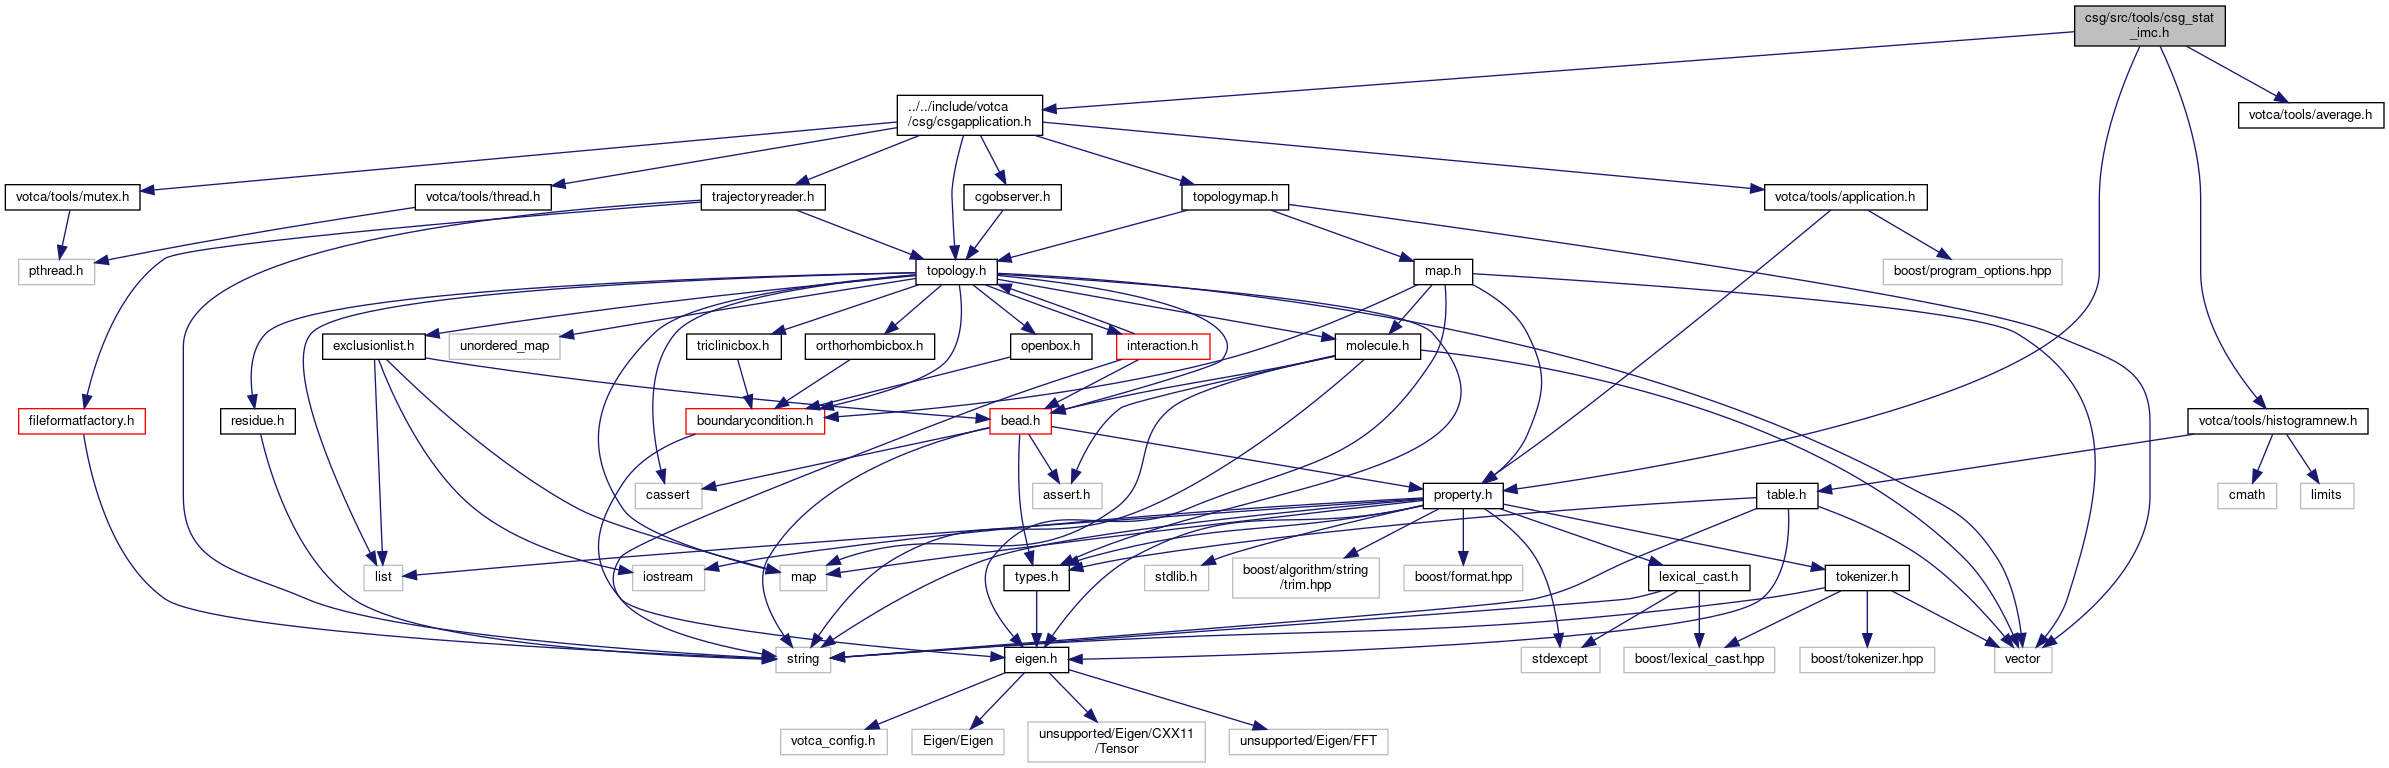 csg/src/tools/csg_stat
_imc.h
../../include/votca
/csg/csgapplication.h
votca/tools/average.h
votca/tools/mutex.h
votca/tools/thread.h
trajectoryreader.h
cgobserver.h
topologymap.h
votca/tools/application.h
pthread.h
topology.h
map.h
boost/program_options.hpp
exclusionlist.h
unordered_map
triclinicbox.h
orthorhombicbox.h
openbox.h
interaction.h
molecule.h
fileformatfactory.h
residue.h
boundarycondition.h
bead.h
votca/tools/histogramnew.h
cassert
assert.h
property.h
table.h
cmath
limits
list
iostream
map
types.h
stdlib.h
boost/algorithm/string
/trim.hpp
boost/format.hpp
lexical_cast.h
tokenizer.h
string
eigen.h
stdexcept
boost/lexical_cast.hpp
boost/tokenizer.hpp
vector
votca_config.h
Eigen/Eigen
unsupported/Eigen/CXX11
/Tensor
unsupported/Eigen/FFT